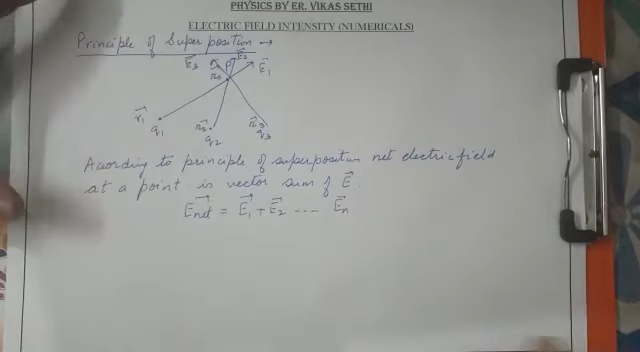 PHYSICS BY ER. VIKAS SETHI
ELECTRIC FIELD INTENSITY (NUMERICALS)
Principle of Superposition →
E⃗3 P E⃗2 E⃗1
r⃗0
r⃗1 r⃗2 r⃗3
q1 q2 q3
According to principle of superposition net electric field
at a point is vector sum of E⃗.
E⃗net = E⃗1 + E⃗2 ---- E⃗n